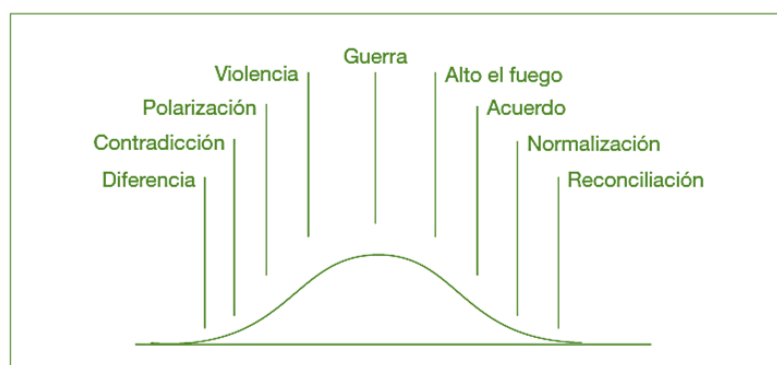 Guerra
Violencia
Alto el fuego
Polarización
Acuerdo
Contradicción
Normalización
Diferencia
Reconciliación